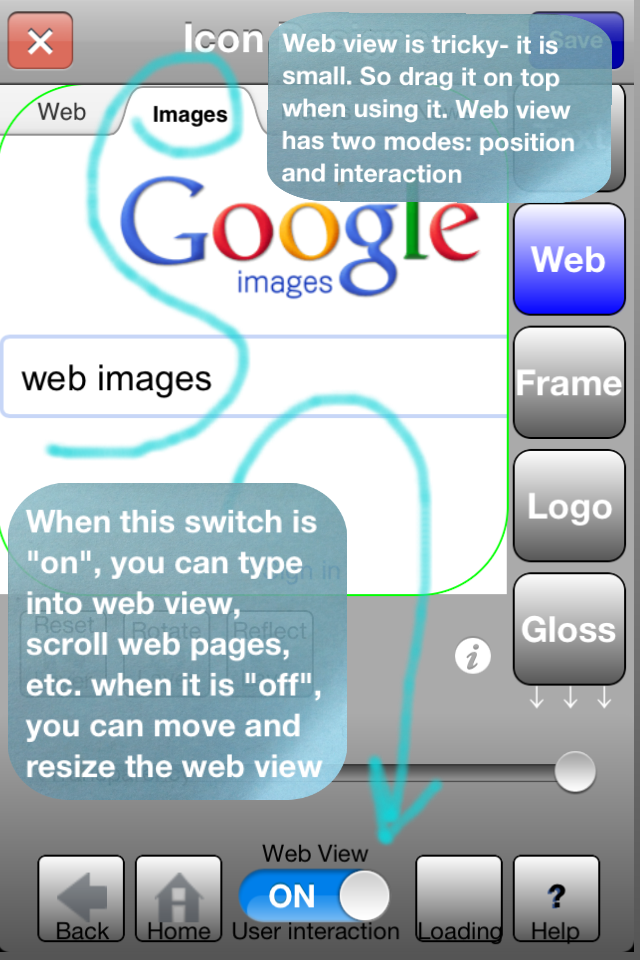 Icon
Save
Web view is tricky- it is
small. So drag it on top
when using it. Web view
has two modes: position
and interaction
Web
Images
Google
images
web images
Web
Frame
Logo
Gloss
Sign in
When this switch is
"on", you can type
into web view,
scroll web pages,
etc. when it is "off",
you can move and
resize the web view
Reset
Rotate
Reflect
i
Web View
ON
User interaction
Back
Home
Loading
? 
Help